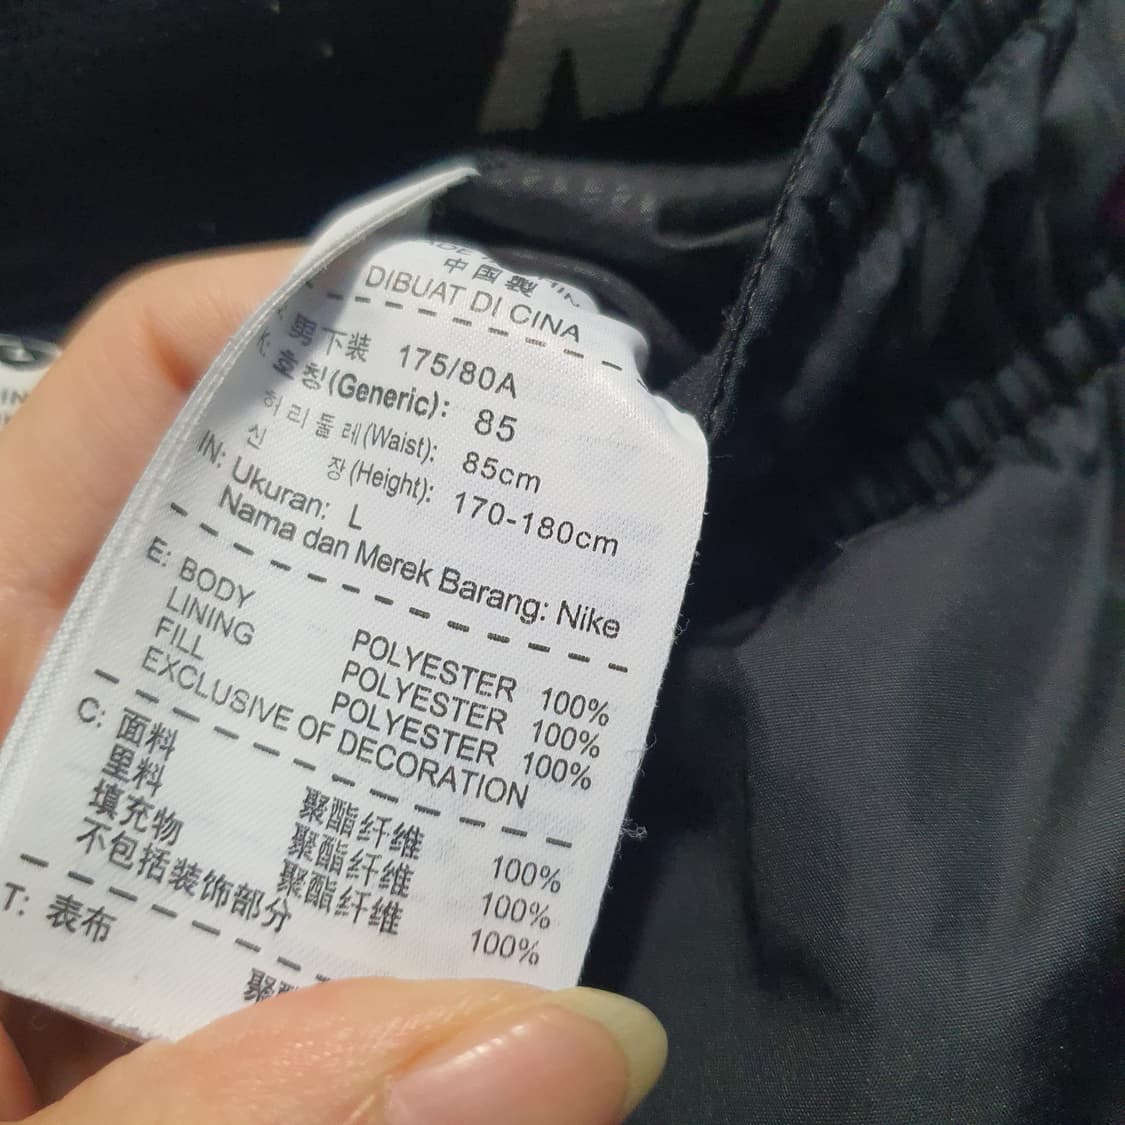 NI
中国製
DIBUAT DI CINA
男下装 175/80A
K: 호칭(Generic): 85
허리둘레(Waist): 85cm
신 장(Height): 170-180cm
IN: Ukuran: L
Nama dan Merek Barang: Nike
E: BODY POLYESTER 100%
LINING POLYESTER 100%
FILL POLYESTER 100%
EXCLUSIVE OF DECORATION
C: 面料 聚酯纤维 100%
里料 聚酯纤维 100%
填充物 聚酯纤维 100%
不包括装饰部分
T: 表布
聚
IN